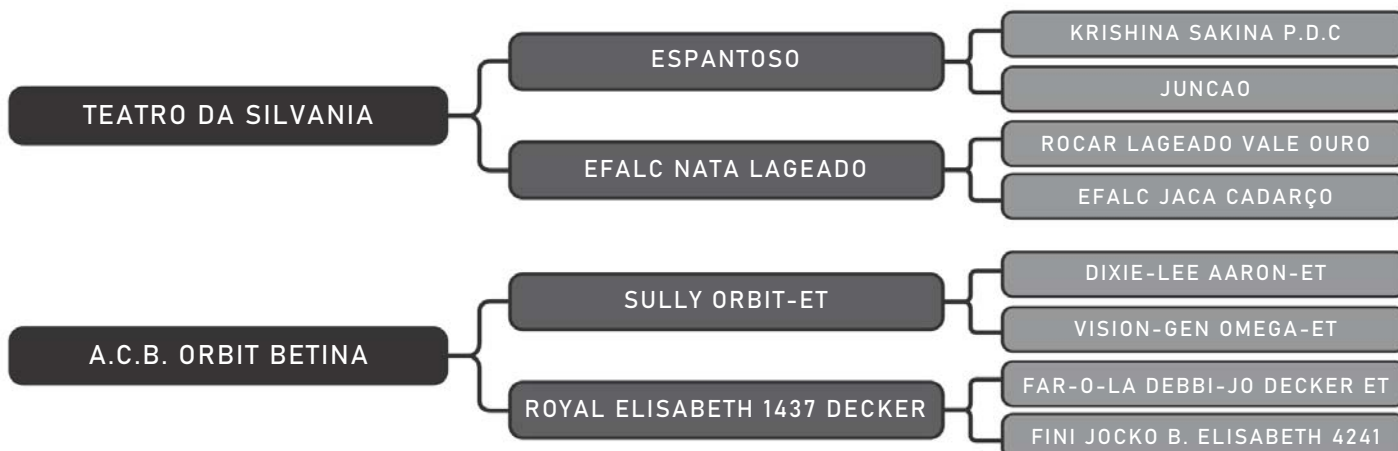 TEATRO DA SILVANIA
ESPANTOSO
KRISHINA SAKINA P.D.C
JUNCAO
EFALC NATA LAGEADO
ROCAR LAGEADO VALE OURO
EFALC JACA CADARÇO
A.C.B. ORBIT BETINA
SULLY ORBIT-ET
DIXIE-LEE AARON-ET
VISION-GEN OMEGA-ET
ROYAL ELISABETH 1437 DECKER
FAR-O-LA DEBBI-JO DECKER ET
FINI JOCKO B. ELISABETH 4241